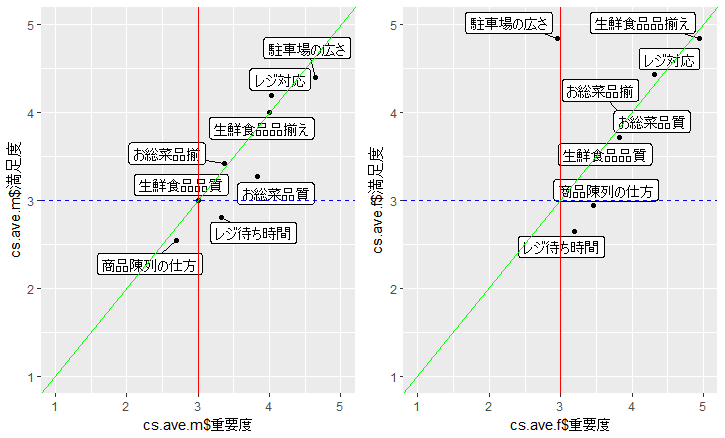 cs.ave.m$満足度
5
4
3
2
1
駐車場の広さ
レジ対応
生鮮食品品揃え
お総菜品揃
生鮮食品品質
お総菜品質
レジ待ち時間
商品陳列の仕方
1
2
3
4
5
cs.ave.m$重要度
cs.ave.f$満足度
5
4
3
2
1
駐車場の広さ
生鮮食品品揃え
レジ対応
お総菜品揃
お総菜品質
生鮮食品品質
商品陳列の仕方
レジ待ち時間
1
2
3
4
5
cs.ave.f$重要度